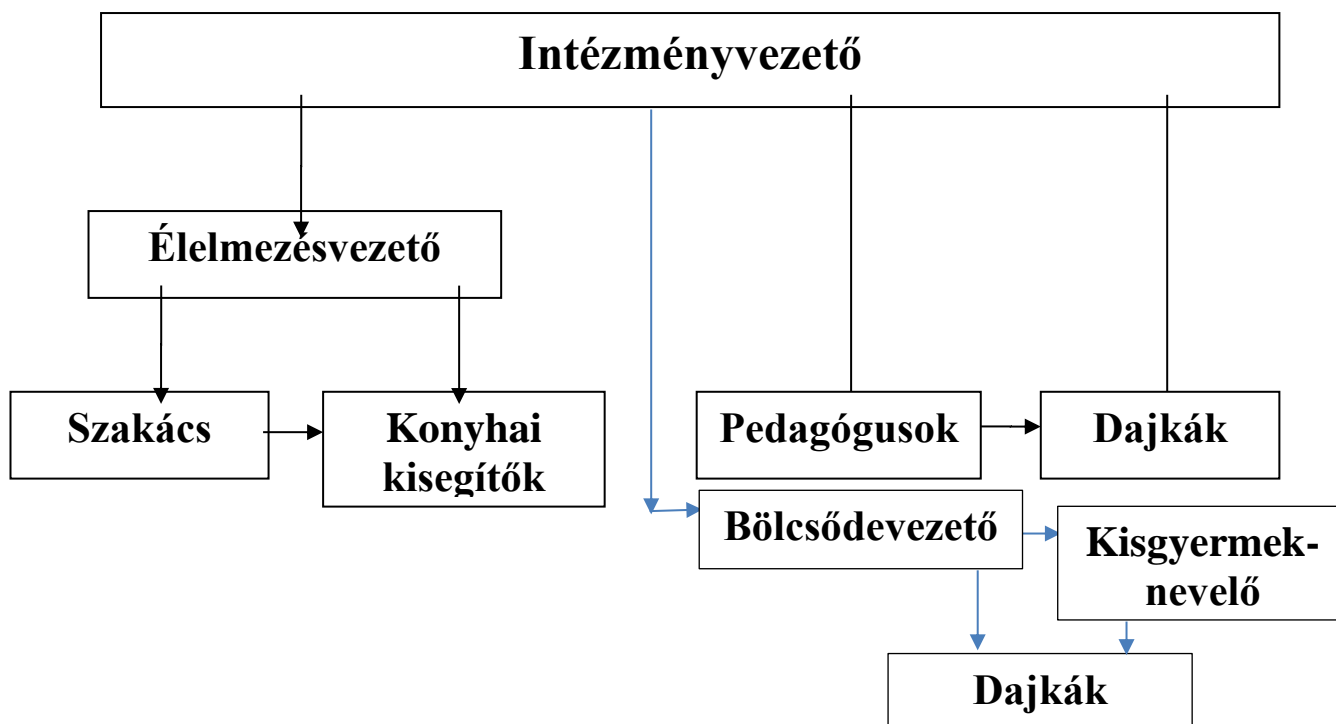 Intézményvezető
Élelmezésvezető
Szakács
Konyhai
kisegítők
Pedagógusok
Dajkák
Bölcsődevezető
Kisgyermek-
nevelő
Dajkák